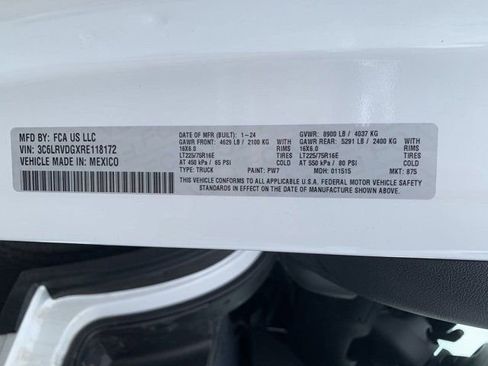 MFD BY: FCA US LLC
VIN: 3C6LRVDGXRE118172
VEHICLE MADE IN: MEXICO
DATE OF MFR (BUILT): 1-24 GVWR: 8900 LB / 4037 KG
GAWR FRONT: 4629 LB / 2100 KG WITH GAWR REAR: 5291 LB / 2400 KG WITH
16X6.0 RIMS 16X6.0 RIMS
LT225/75R16E TIRES LT225/75R16E TIRES
AT 450 kPa / 65 PSI COLD AT 550 kPa / 80 PSI COLD
TYPE: TRUCK PAINT: PW7 MDH: 011515 MKT: 875
THIS VEHICLE CONFORMS TO ALL APPLICABLE U.S.A. FEDERAL MOTOR VEHICLE SAFETY
STANDARDS IN EFFECT ON THE DATE OF MANUFACTURE SHOWN ABOVE.